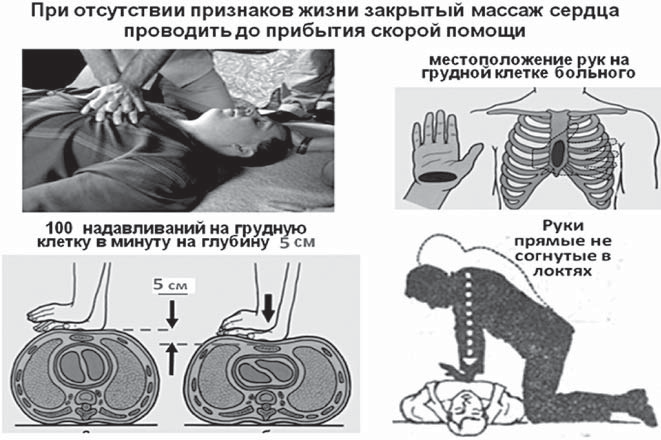 При отсутствии признаков жизни закрытый массаж сердца
проводить до прибытия скорой помощи
местоположение рук на
грудной клетке больного
100 надавливаний на грудную
клетку в минуту на глубину 5 см
Руки
прямые не
согнутые в
локтях
5 см